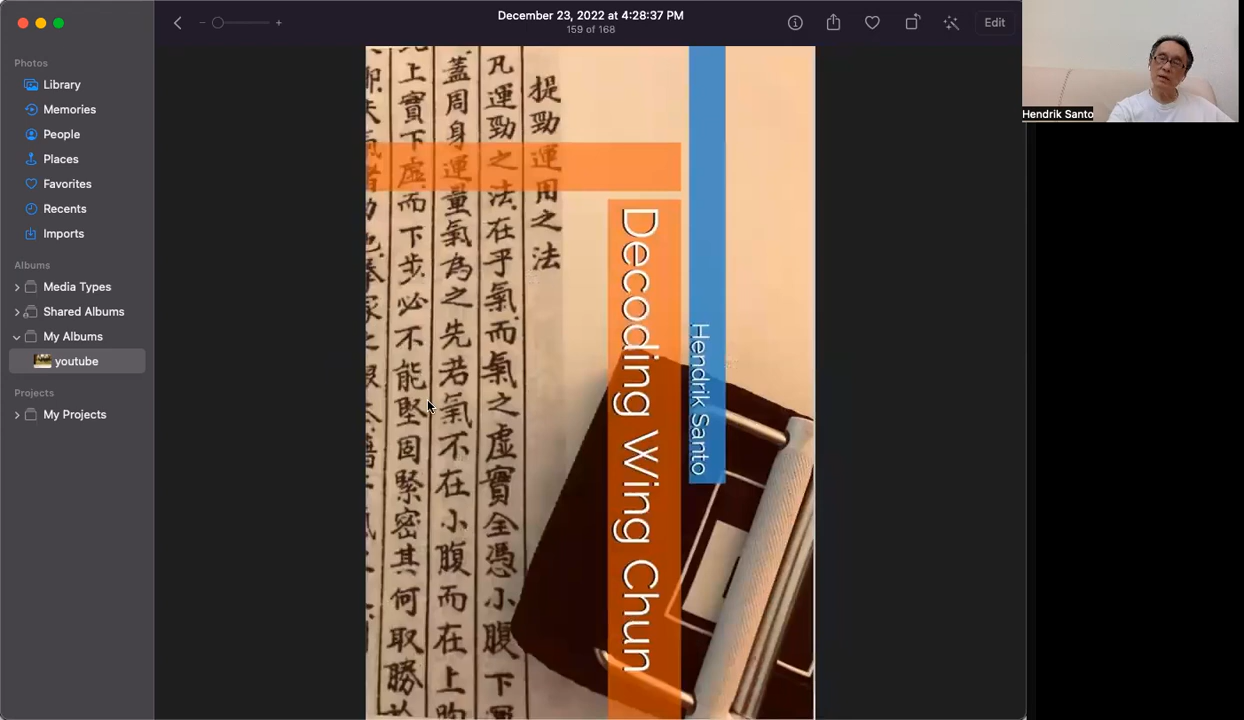 December 23, 2022 at 4:28:37 PM
159 of 168
Edit
Photos
Library
Memories
People
Places
Favorites
Recents
Imports
Albums
Media Types
Shared Albums
My Albums
youtube
Projects
My Projects
Hendrik Santo
Decoding Wing Chun
提勁運用之法
凡運勁之法在乎氣而氣之虛實全憑小腹下
蓋周身運量氣為之先若氣不在小腹而在上
上實下虛而下步必不能堅固緊密其何取勝
Hendrik Santo